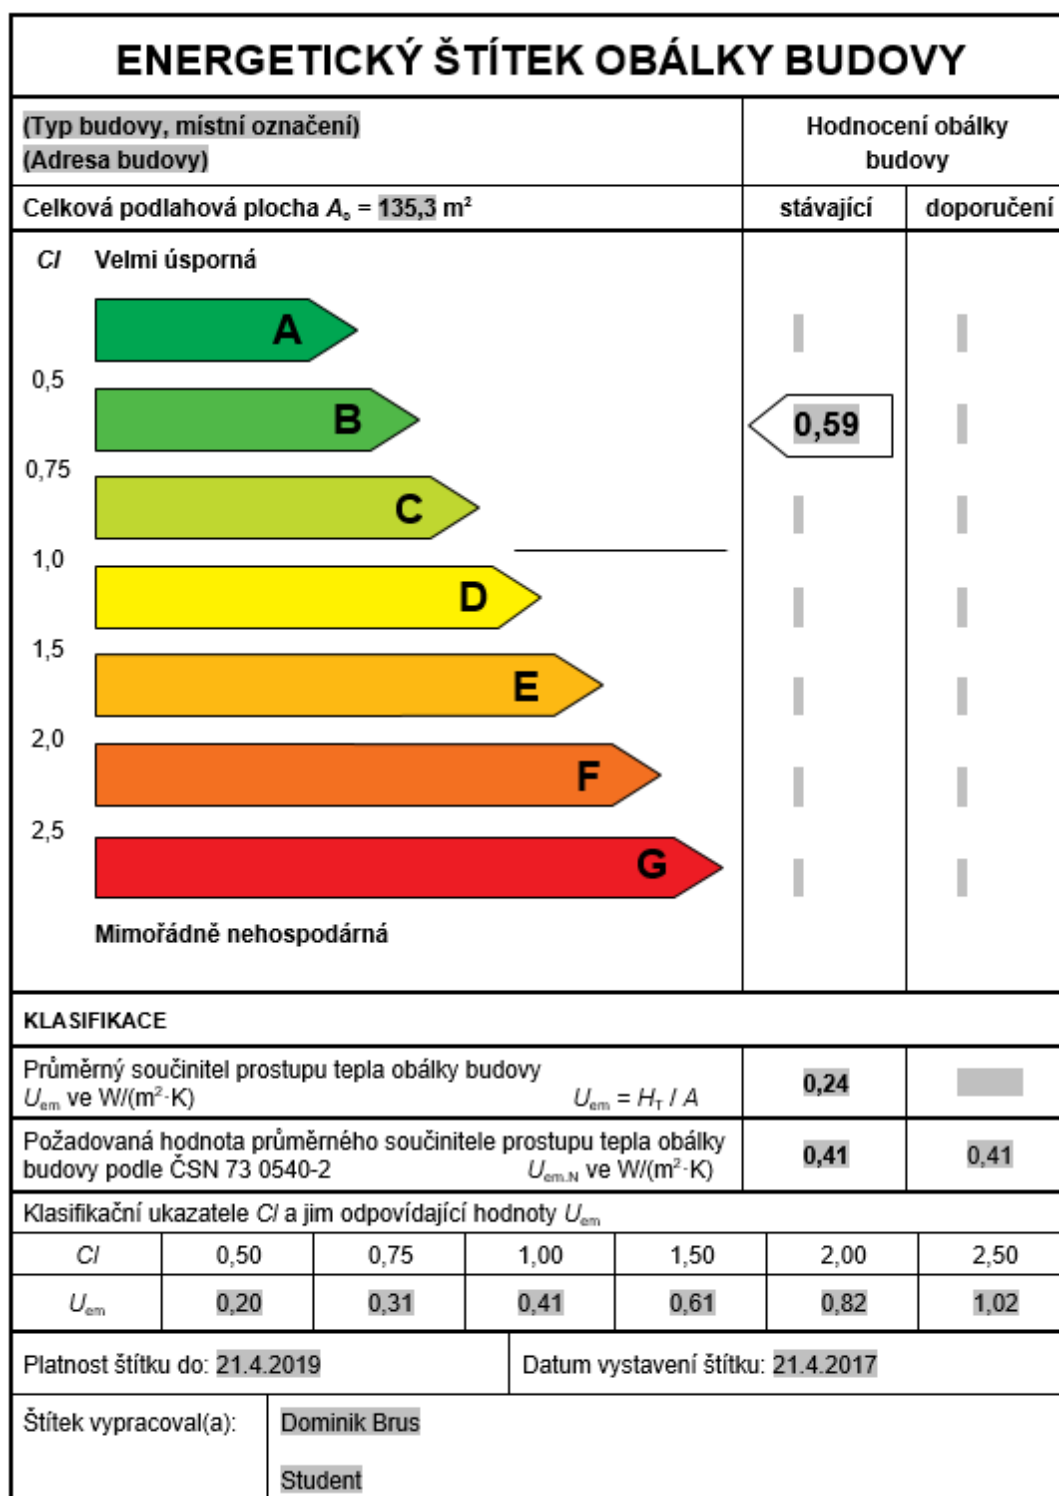 ENERGETICKÝ ŠTÍTEK OBÁLKY BUDOVY
(Typ budovy, místní označení)
(Adresa budovy)
Hodnocení obálky
budovy
Celková podlahová plocha Ao = 135,3 m²
stávající
doporučení
CI Velmi úsporná
A
0,5
B
0,59
0,75
C
1,0
D
1,5
E
2,0
F
2,5
G
Mimořádně nehospodárná
KLASIFIKACE
Průměrný součinitel prostupu tepla obálky budovy
Uem ve W/(m²·K) Uem = HT / A
0,24
Požadovaná hodnota průměrného součinitele prostupu tepla obálky
budovy podle ČSN 73 0540-2 Uem,N ve W/(m²·K)
0,41 0,41
Klasifikační ukazatele CI a jim odpovídající hodnoty Uem
CI 0,50 0,75 1,00 1,50 2,00 2,50
Uem 0,20 0,31 0,41 0,61 0,82 1,02
Platnost štítku do: 21.4.2019 Datum vystavení štítku: 21.4.2017
Štítek vypracoval(a): Dominik Brus
Student